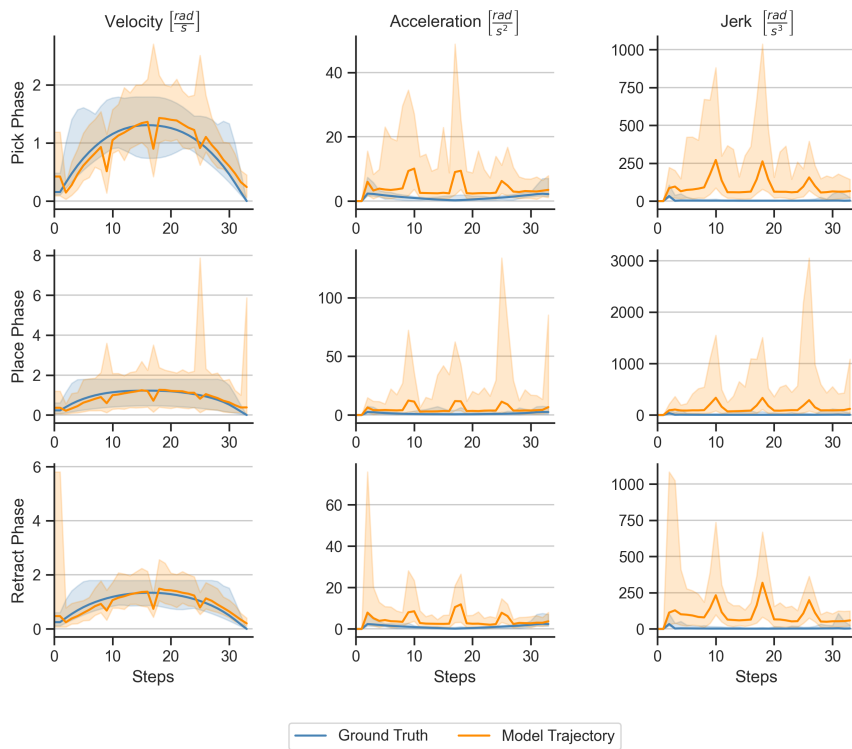 Velocity [rad/s] Acceleration [rad/s²] Jerk [rad/s³]
Pick Phase
2
1
0
0 10 20 30
40
20
0
0 10 20 30
1000
750
500
250
0
0 10 20 30
Place Phase
8
6
4
2
0
0 10 20 30
100
50
0
0 10 20 30
3000
2000
1000
0
0 10 20 30
Retract Phase
6
4
2
0
0 10 20 30
Steps
60
40
20
0
0 10 20 30
Steps
1000
750
500
250
0
0 10 20 30
Steps
Ground Truth Model Trajectory